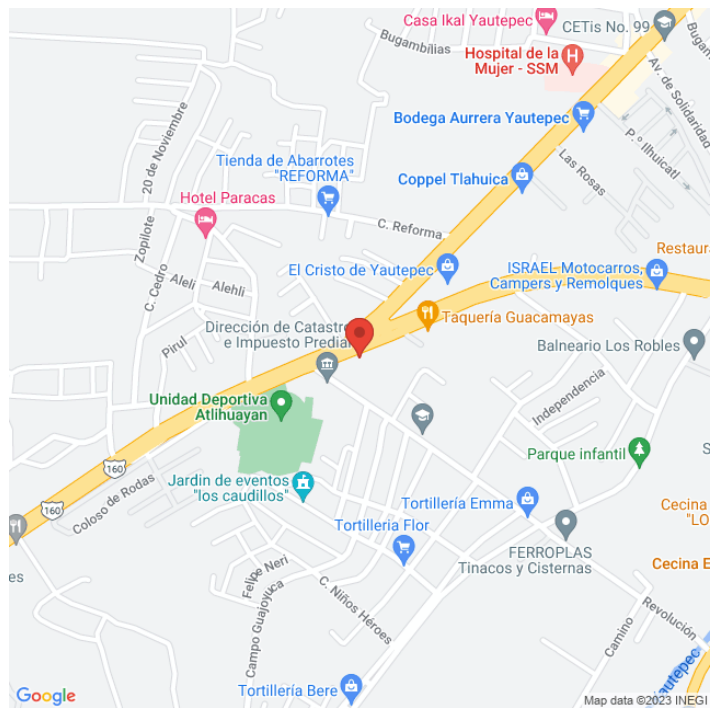 Casa Ikal Yautepec
CETis No. 99
Bugambilias
Hospital de la
Mujer - SSM
Av. de Solidaridad
Bodega Aurrera Yautepec
P.º Ilhuicatl
20 de Noviembre
Tienda de Abarrotes
"REFORMA"
Coppel Tlahuica
Las Rosas
Hotel Paracas
C. Reforma
Zopilote
C. Cedro
Aleli
Alehli
El Cristo de Yautepec
Restaura
ISRAEL Motocarros,
Campers y Remolques
Taquería Guacamayas
Dirección de Catastro
e Impuesto Predial
Pirul
Balneario Los Robles
Unidad Deportiva
Atlihuayan
Independencia
Parque infantil
160
160
Coloso de Rodas
Jardin de eventos
"los caudillos"
Tortillería Emma
Cecina
"LO
Tortilleria Flor
FERROPLAS
Tinacos y Cisternas
Cecina E
es
Felipe Neri
Campo Guajoyuca
C. Niños Héroes
Camino
Revolución
Yautepec
Tortillería Bere
Google
Map data ©2023 INEGI